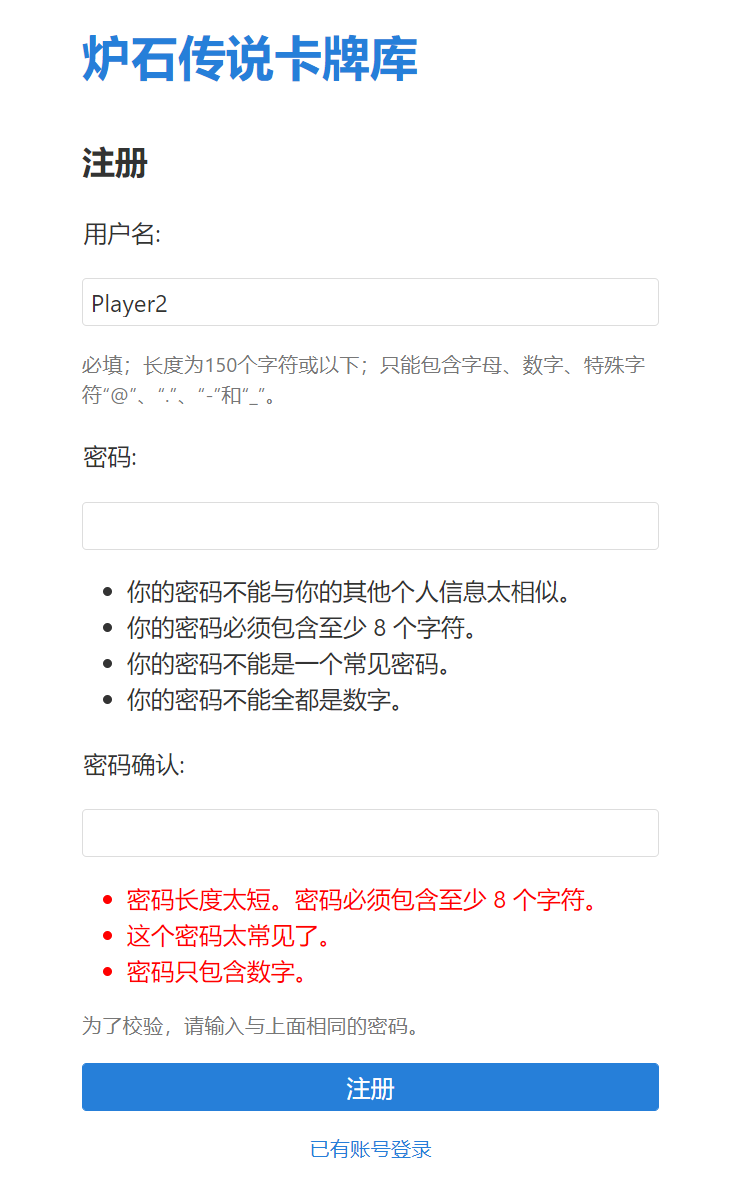 炉石传说卡牌库
注册
用户名:
Player2
必填；长度为150个字符或以下；只能包含字母、数字、特殊字
符“@”、“.”、“-”和“_”。
密码:
你的密码不能与你的其他个人信息太相似。
你的密码必须包含至少 8 个字符。
你的密码不能是一个常见密码。
你的密码不能全都是数字。
密码确认:
密码长度太短。密码必须包含至少 8 个字符。
这个密码太常见了。
密码只包含数字。
为了校验，请输入与上面相同的密码。
注册
已有账号登录